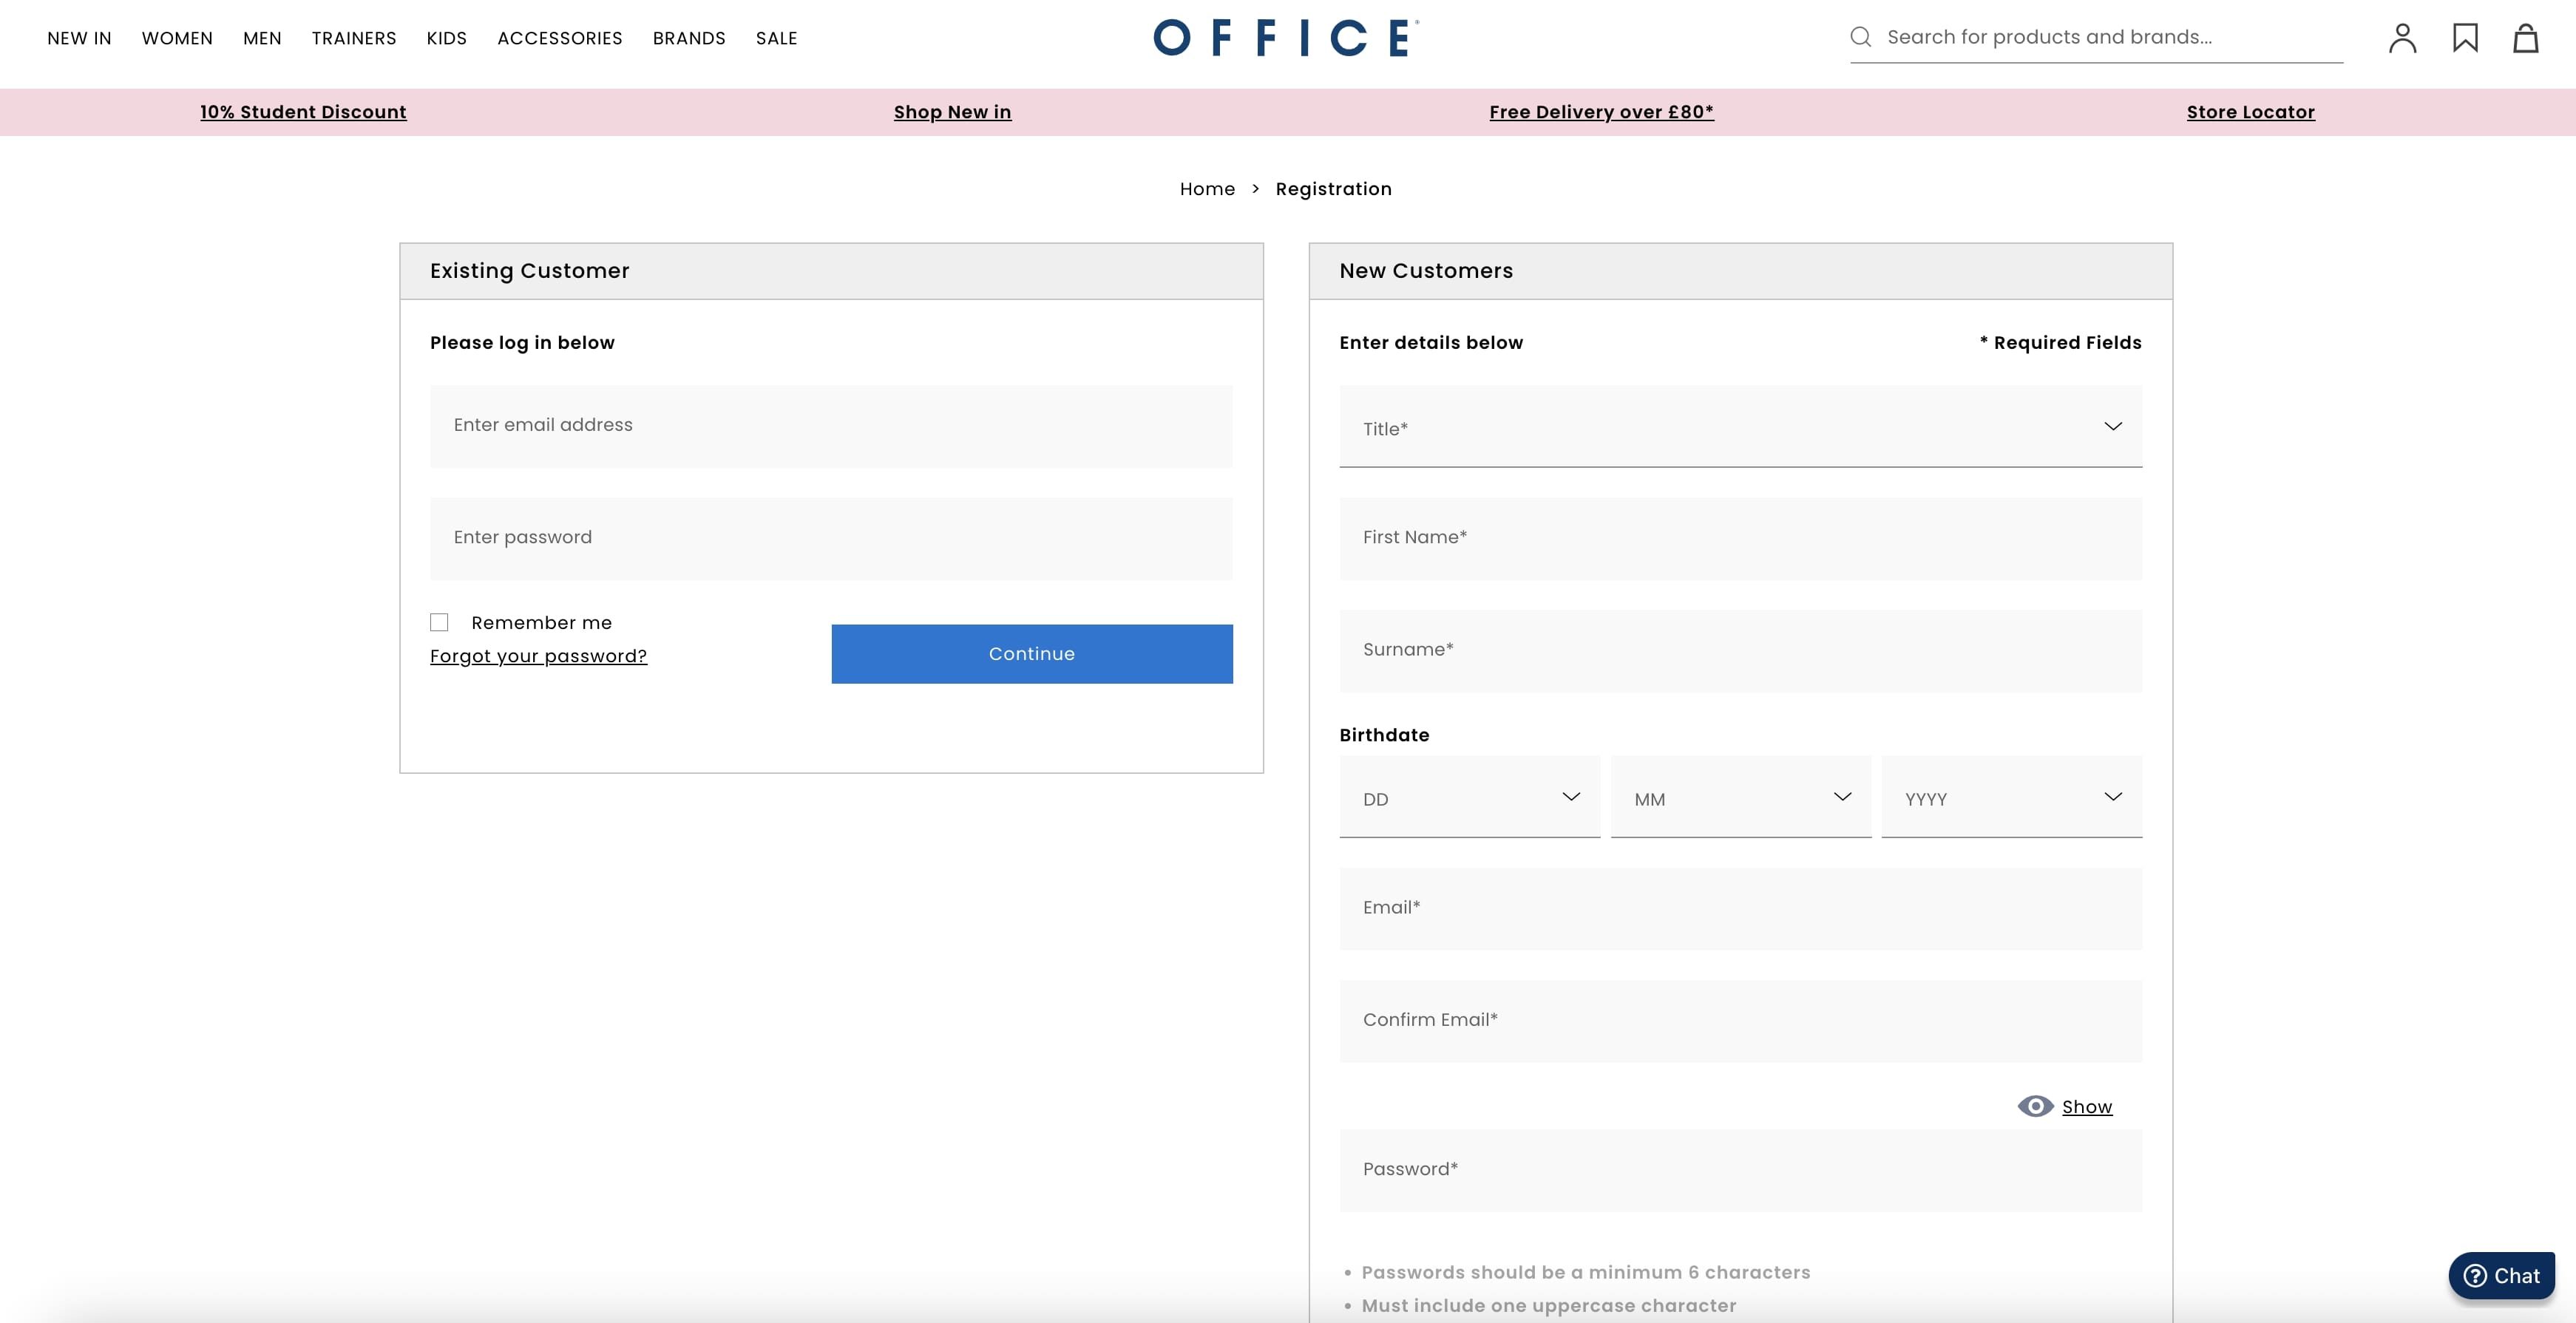 NEW IN WOMEN MEN TRAINERS KIDS ACCESSORIES BRANDS SALE
OFFICE
Search for products and brands...
10% Student Discount
Shop New in
Free Delivery over £80*
Store Locator
Home > Registration
Existing Customer
Please log in below
Enter email address
Enter password
Remember me
Forgot your password?
Continue
New Customers
Enter details below
* Required Fields
Title*
First Name*
Surname*
Birthdate
DD
MM
YYYY
Email*
Confirm Email*
Show
Password*
• Passwords should be a minimum 6 characters
• Must include one uppercase character
Chat